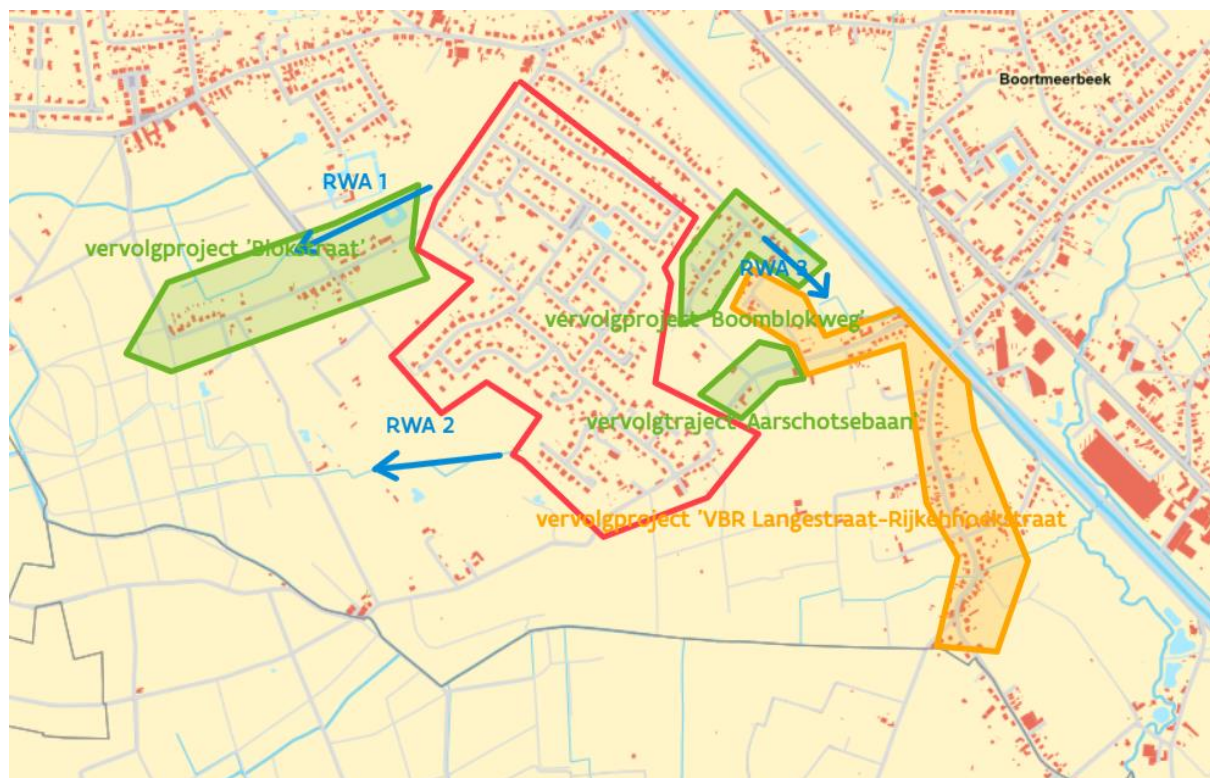 Boortmeerbeek
RWA 1
vervolgproject 'Blokstraat'
RWA 3
vervolgproject 'Boomblokweg'
vervolgtraject 'Aarschotsebaan'
RWA 2
vervolgproject 'VBR Langestraat-Rijkenhoekstraat